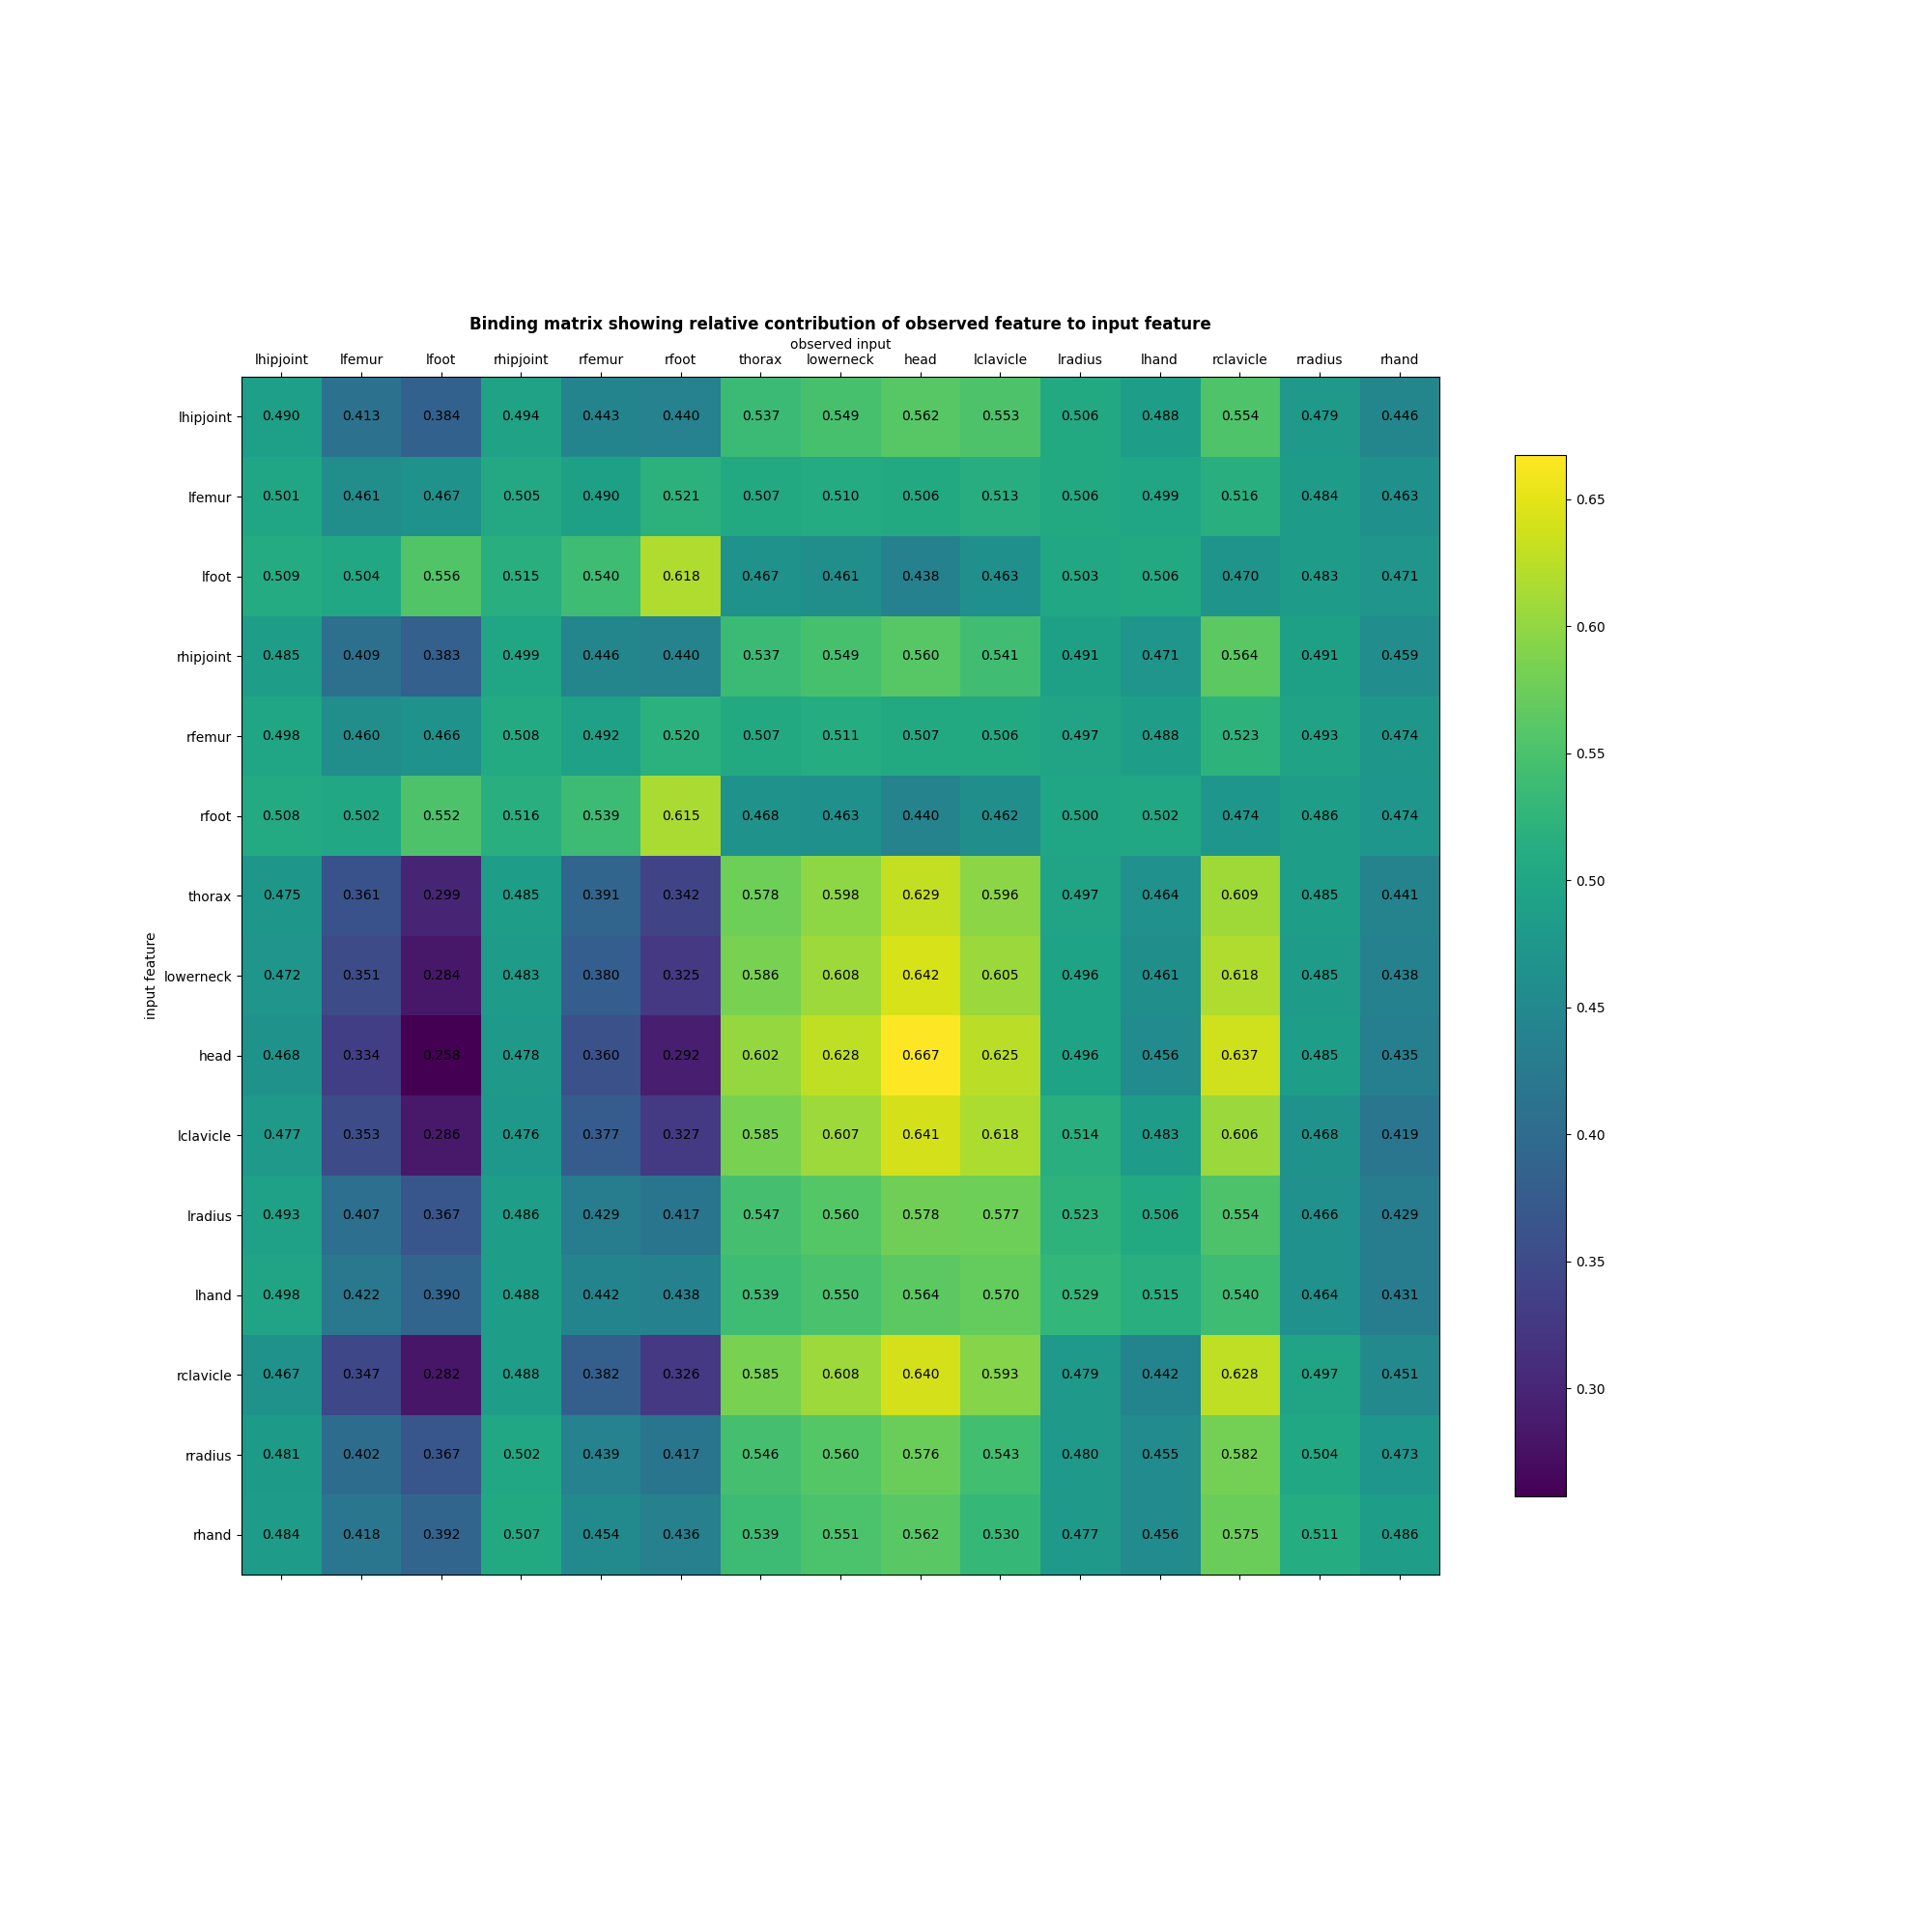 Binding matrix showing relative contribution of observed feature to input feature
observed input
lhipjoint lfemur lfoot rhipjoint rfemur rfoot thorax lowerneck head lclavicle lradius lhand rclavicle rradius rhand
lhipjoint 0.490 0.413 0.384 0.494 0.443 0.440 0.537 0.549 0.562 0.553 0.506 0.488 0.554 0.479 0.446
lfemur 0.501 0.461 0.467 0.505 0.490 0.521 0.507 0.510 0.506 0.513 0.506 0.499 0.516 0.484 0.463
lfoot 0.509 0.504 0.556 0.515 0.540 0.618 0.467 0.461 0.438 0.463 0.503 0.506 0.470 0.483 0.471
rhipjoint 0.485 0.409 0.383 0.499 0.446 0.440 0.537 0.549 0.560 0.541 0.491 0.471 0.564 0.491 0.459
rfemur 0.498 0.460 0.466 0.508 0.492 0.520 0.507 0.511 0.507 0.506 0.497 0.488 0.523 0.493 0.474
rfoot 0.508 0.502 0.552 0.516 0.539 0.615 0.468 0.463 0.440 0.462 0.500 0.502 0.474 0.486 0.474
thorax 0.475 0.361 0.299 0.485 0.391 0.342 0.578 0.598 0.629 0.596 0.497 0.464 0.609 0.485 0.441
lowerneck 0.472 0.351 0.284 0.483 0.380 0.325 0.586 0.608 0.642 0.605 0.496 0.461 0.618 0.485 0.438
head 0.468 0.334 0.258 0.478 0.360 0.292 0.602 0.628 0.667 0.625 0.496 0.456 0.637 0.485 0.435
lclavicle 0.477 0.353 0.286 0.476 0.377 0.327 0.585 0.607 0.641 0.618 0.514 0.483 0.606 0.468 0.419
lradius 0.493 0.407 0.367 0.486 0.429 0.417 0.547 0.560 0.578 0.577 0.523 0.506 0.554 0.466 0.429
lhand 0.498 0.422 0.390 0.488 0.442 0.438 0.539 0.550 0.564 0.570 0.529 0.515 0.540 0.464 0.431
rclavicle 0.467 0.347 0.282 0.488 0.382 0.326 0.585 0.608 0.640 0.593 0.479 0.442 0.628 0.497 0.451
rradius 0.481 0.402 0.367 0.502 0.439 0.417 0.546 0.560 0.576 0.543 0.480 0.455 0.582 0.504 0.473
rhand 0.484 0.418 0.392 0.507 0.454 0.436 0.539 0.551 0.562 0.530 0.477 0.456 0.575 0.511 0.486
input feature
0.65
0.60
0.55
0.50
0.45
0.40
0.35
0.30